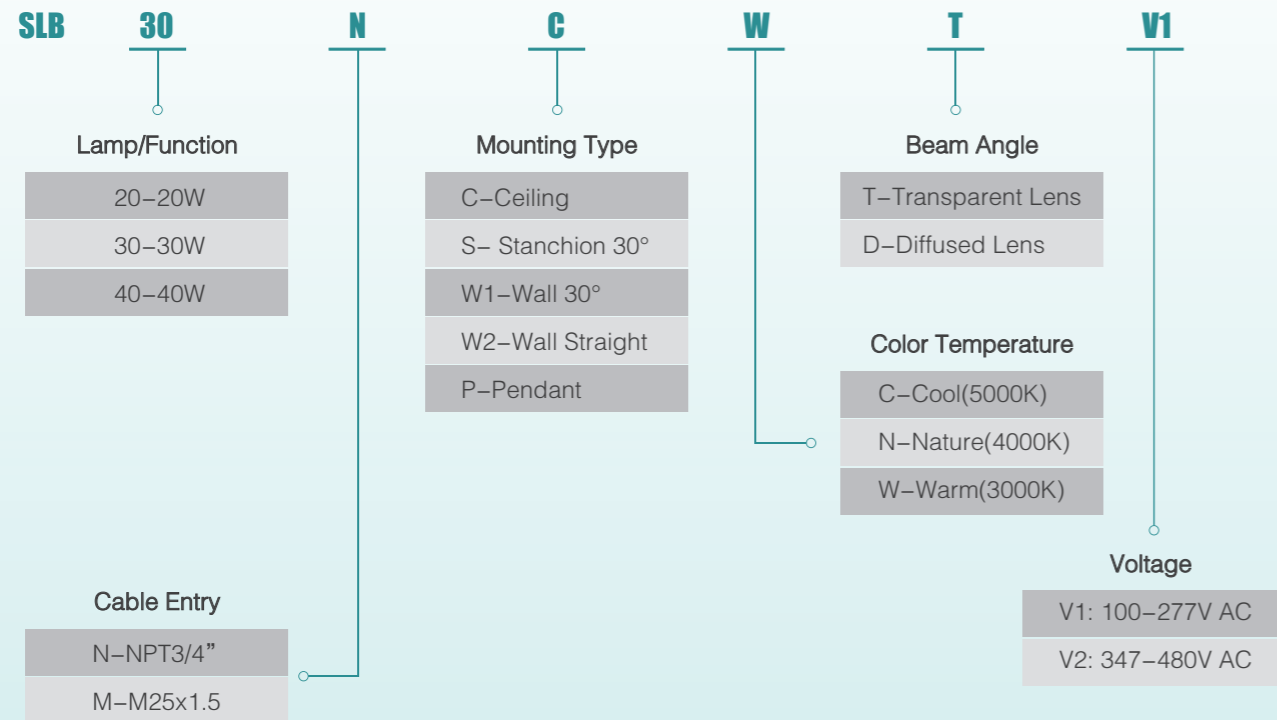 SLB 30 N C W T V1
Lamp/Function
20–20W
30–30W
40–40W
Mounting Type
C–Ceiling
S– Stanchion 30°
W1–Wall 30°
W2–Wall Straight
P–Pendant
Beam Angle
T–Transparent Lens
D–Diffused Lens
Color Temperature
C–Cool(5000K)
N–Nature(4000K)
W–Warm(3000K)
Cable Entry
N–NPT3/4”
M–M25x1.5
Voltage
V1: 100–277V AC
V2: 347–480V AC